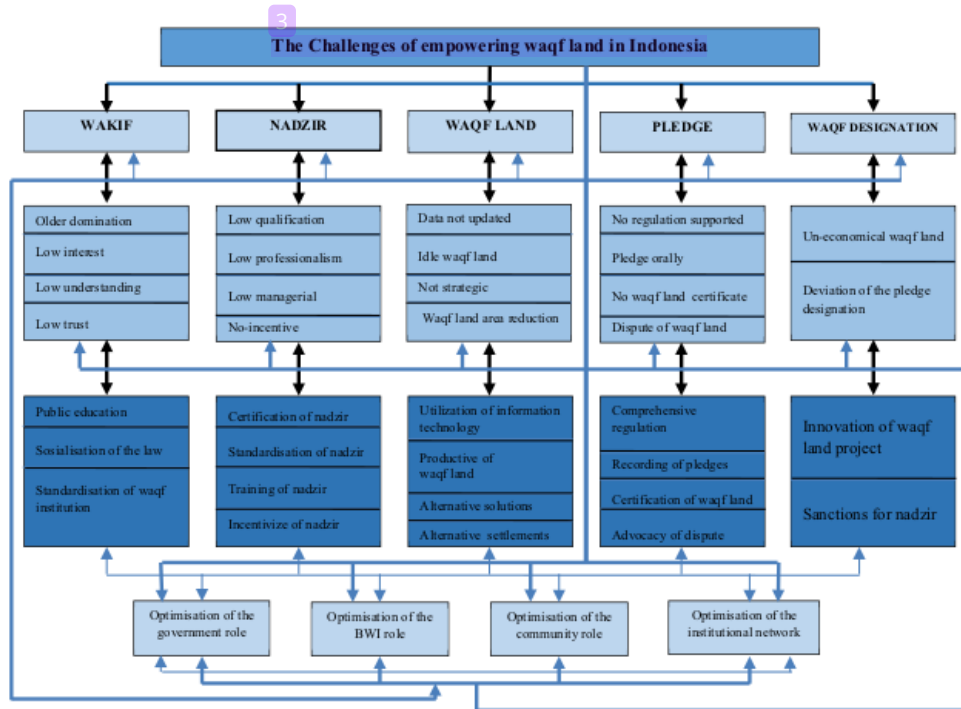 3
The Challenges of empowering waqf land in Indonesia
WAKIF
NADZIR
WAQF LAND
PLEDGE
WAQF DESIGNATION
Older domination
Low interest
Low understanding
Low trust
Low qualification
Low professionalism
Low managerial
No-incentive
Data not updated
Idle waqf land
Not strategic
Waqf land area reduction
No regulation supported
Pledge orally
No waqf land certificate
Dispute of waqf land
Un-economical waqf land
Deviation of the pledge
designation
Public education
Sosialisation of the law
Standardisation of waqf
institution
Certification of nadzir
Standardisation of nadzir
Training of nadzir
Incentivize of nadzir
Utilization of information
technology
Productive of
waqf land
Alternative solutions
Alternative settlements
Comprehensive
regulation
Recording of pledges
Certification of waqf land
Advocacy of dispute
Innovation of waqf
land project
Sanctions for nadzir
Optimisation of the
government role
Optimisation of the
BWI role
Optimisation of the
community role
Optimisation of the
institutional network